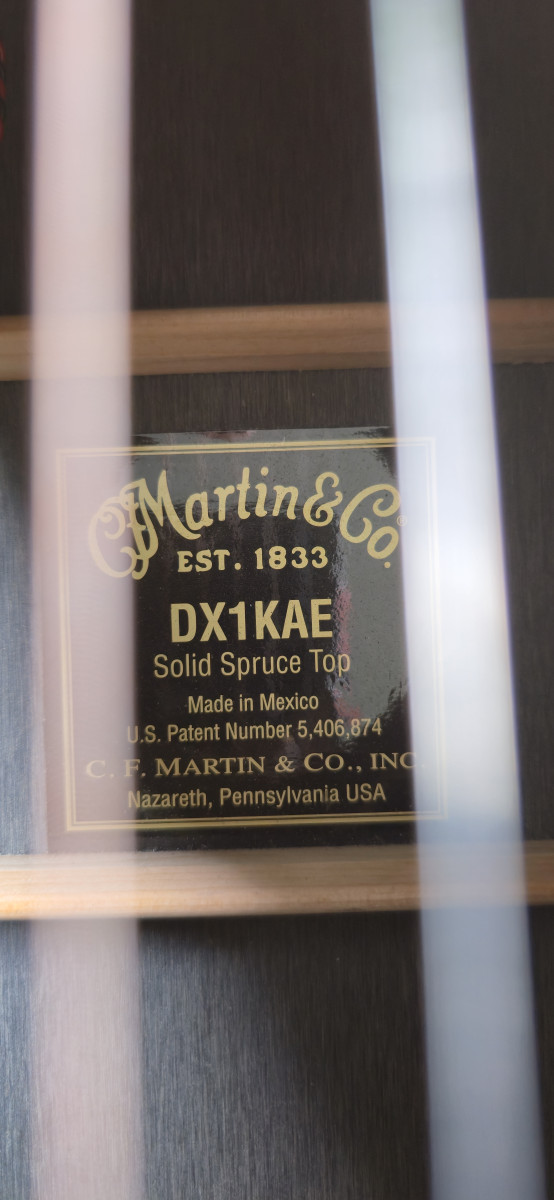 CF Martin & Co.
EST. 1833
DX1KAE
Solid Spruce Top
Made in Mexico
U.S. Patent Number 5,406,874
C. F. MARTIN & CO., INC.
Nazareth, Pennsylvania USA